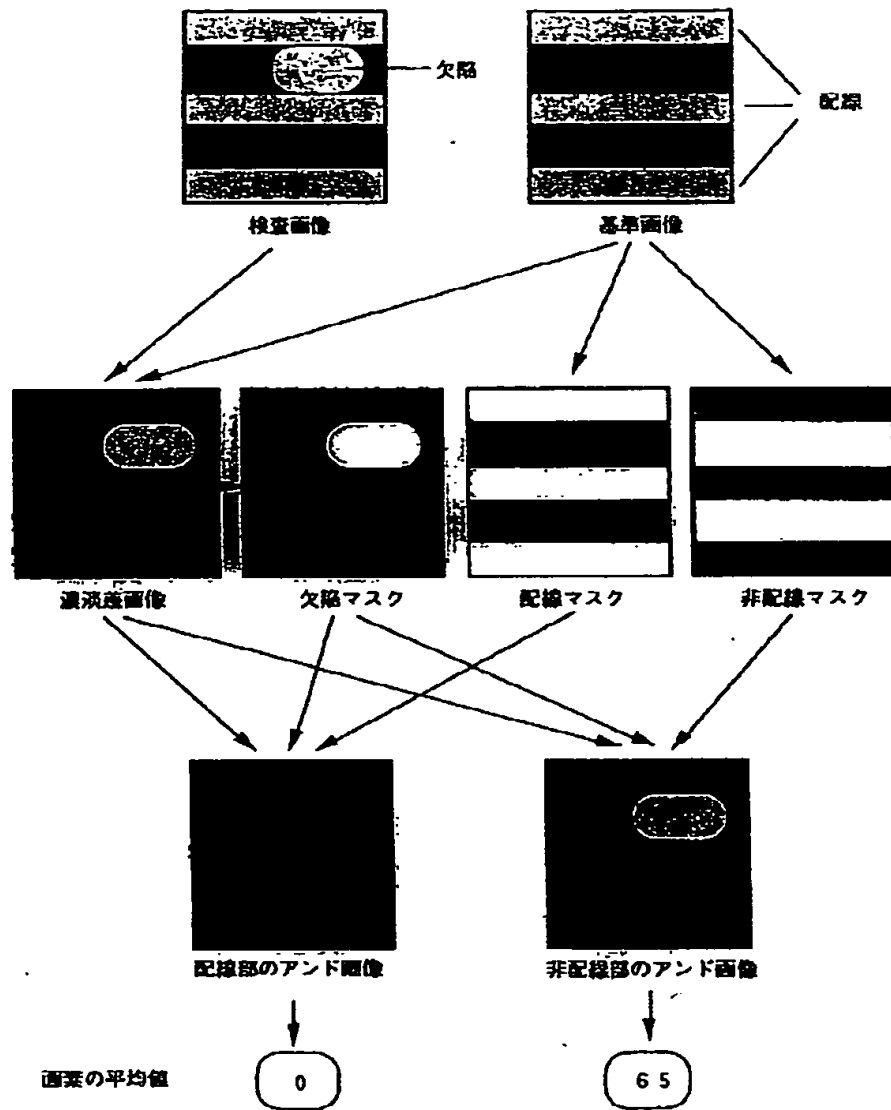 欠陥
配線
検査画像
基準画像
濃淡差画像
欠陥マスク
配線マスク
非配線マスク
配線部のアンド画像
非配線部のアンド画像
画素の平均値
0
65